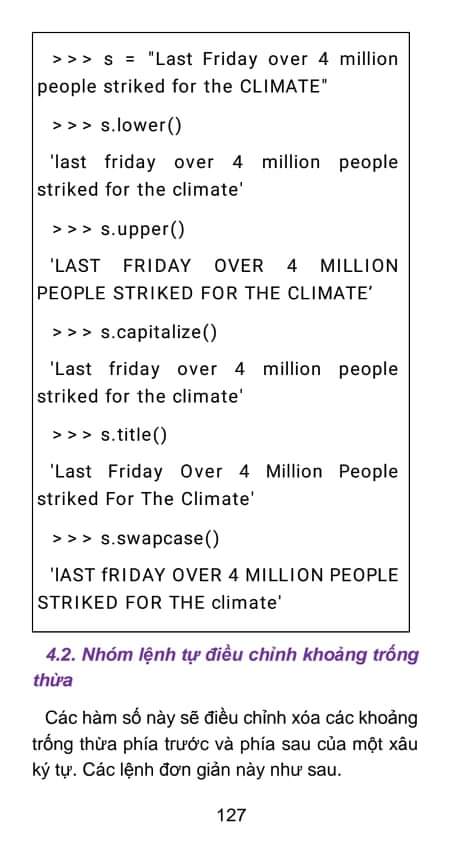 >>> s = "Last Friday over 4 million
people striked for the CLIMATE"
>>> s.lower()
'last friday over 4 million people
striked for the climate'
>>> s.upper()
'LAST FRIDAY OVER 4 MILLION
PEOPLE STRIKED FOR THE CLIMATE’
>>> s.capitalize()
'Last friday over 4 million people
striked for the climate'
>>> s.title()
'Last Friday Over 4 Million People
striked For The Climate'
>>> s.swapcase()
'lAST fRIDAY OVER 4 MILLION PEOPLE
STRIKED FOR THE climate'
4.2. Nhóm lệnh tự điều chỉnh khoảng trống
thừa
Các hàm số này sẽ điều chỉnh xóa các khoảng
trống thừa phía trước và phía sau của một xâu
ký tự. Các lệnh đơn giản này như sau.
127